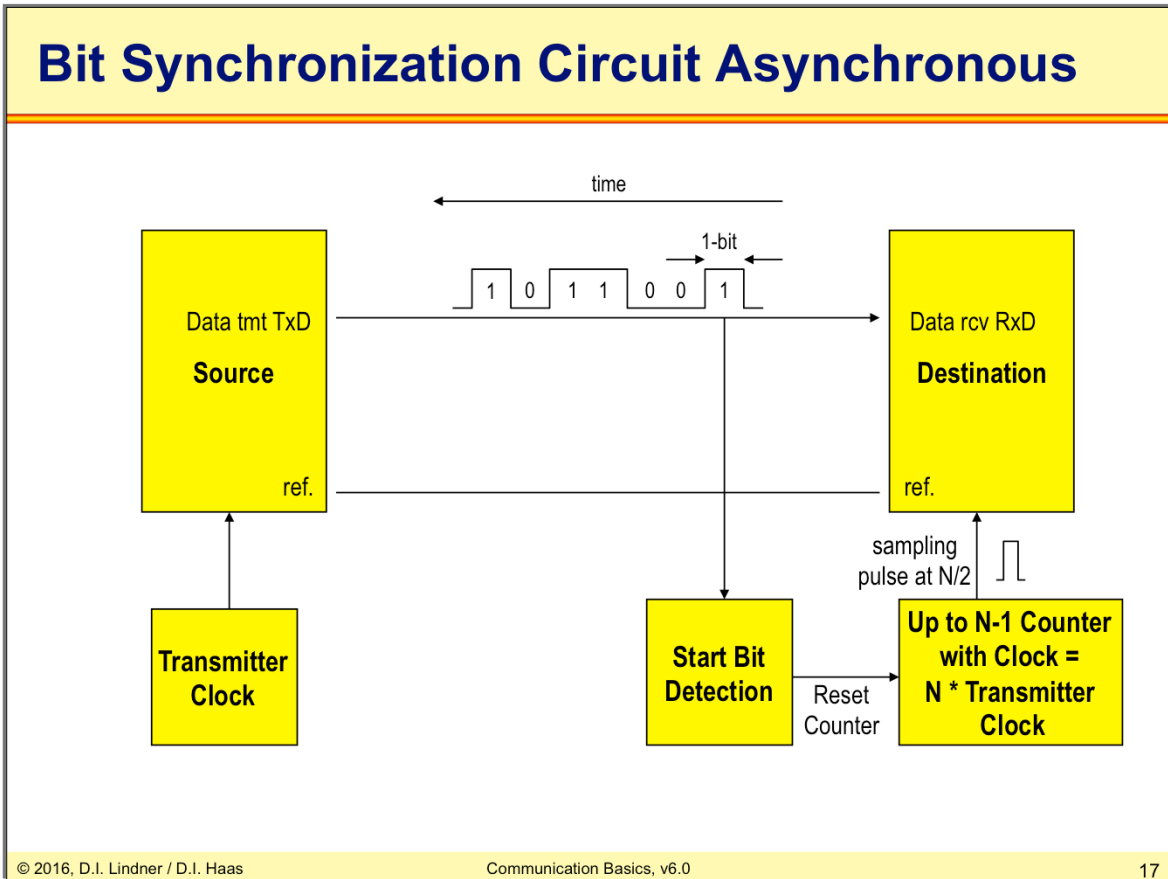 Bit Synchronization Circuit Asynchronous
time
1-bit
1 0 1 1 0 0 1
Data tmt TxD
Source
ref.
Data rcv RxD
Destination
ref.
sampling
pulse at N/2
Transmitter
Clock
Start Bit
Detection
Reset
Counter
Up to N-1 Counter
with Clock =
N * Transmitter
Clock
© 2016, D.I. Lindner / D.I. Haas
Communication Basics, v6.0
17